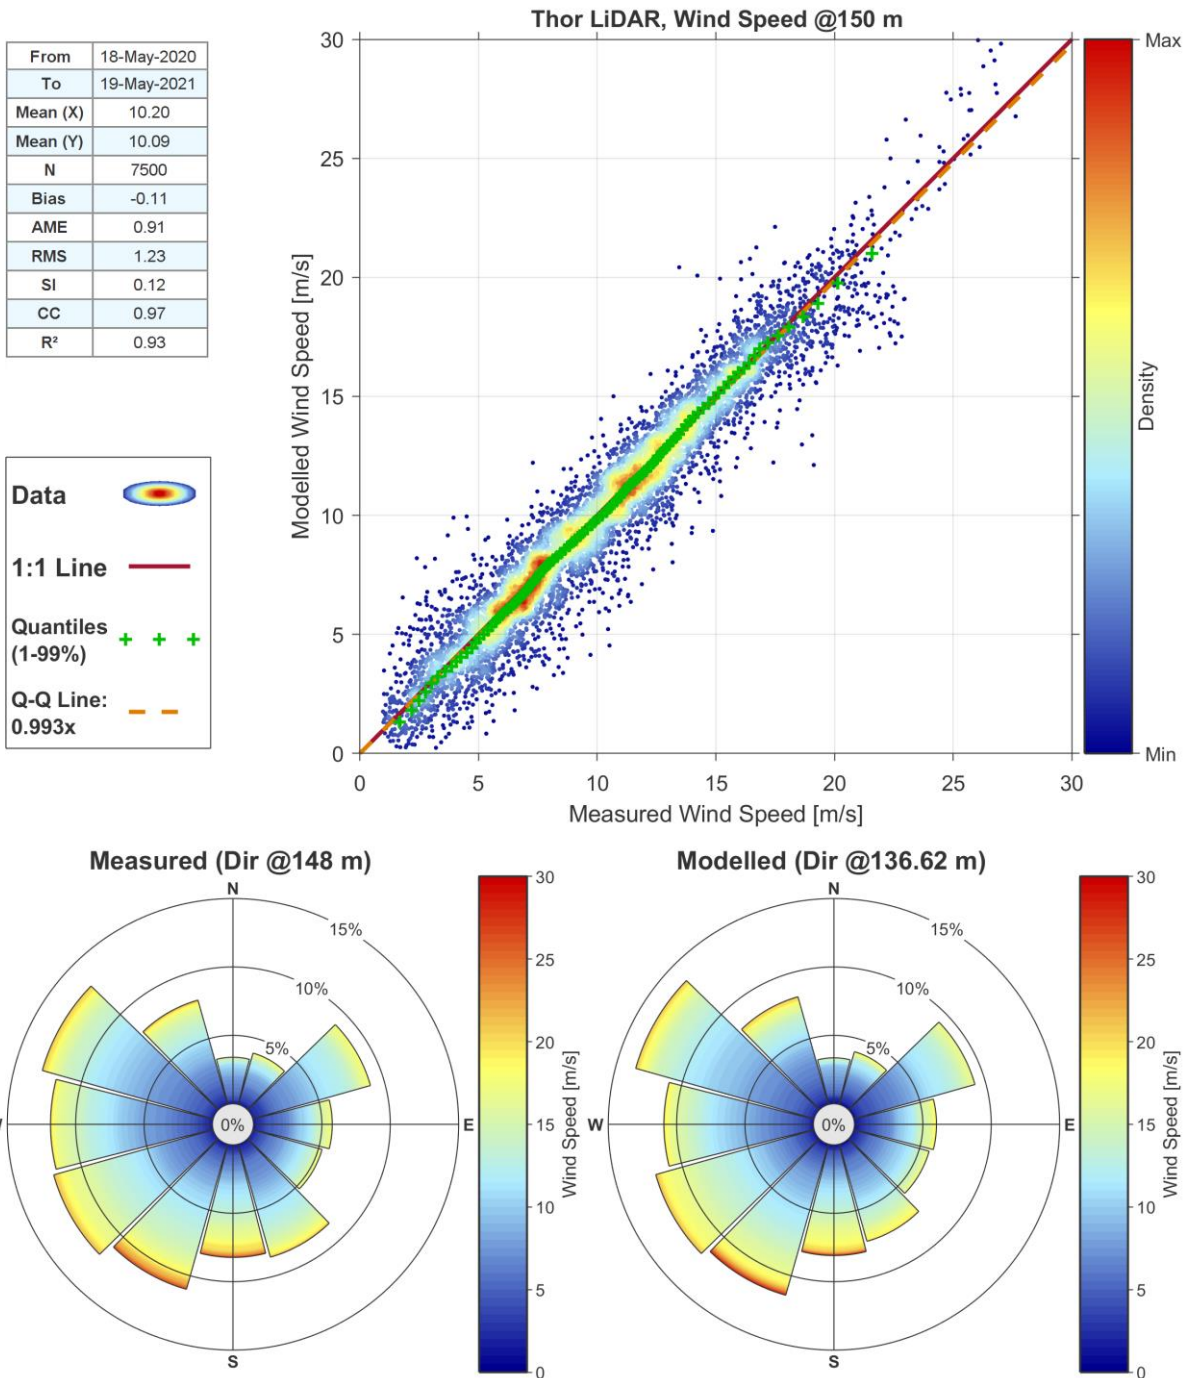 Thor LiDAR, Wind Speed @150 m
From 18-May-2020
To 19-May-2021
Mean (X) 10.20
Mean (Y) 10.09
N 7500
Bias -0.11
AME 0.91
RMS 1.23
SI 0.12
CC 0.97
R² 0.93
Data
1:1 Line
Quantiles
(1-99%)
Q-Q Line:
0.993x
Modelled Wind Speed [m/s]
30
25
20
15
10
5
0
0 5 10 15 20 25 30
Measured Wind Speed [m/s]
Max
Density
Min
Measured (Dir @148 m)
N
15%
10%
5%
0%
E
S
30
25
20
15
10
5
0
Wind Speed [m/s]
Modelled (Dir @136.62 m)
N
15%
10%
5%
0%
W
E
S
30
25
20
15
10
5
0
Wind Speed [m/s]